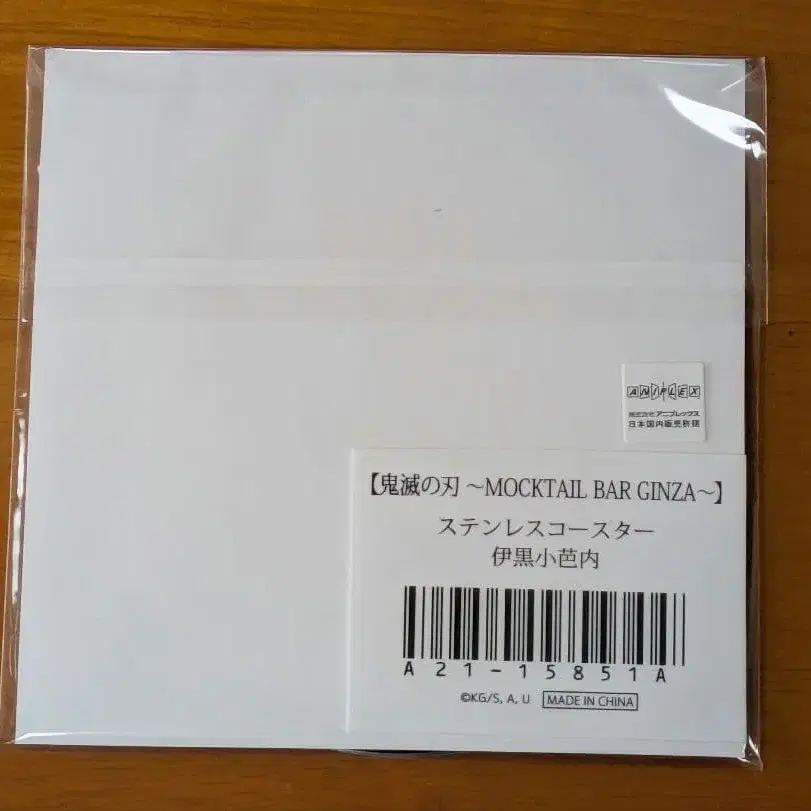 ANIPLEX
株式会社アニプレックス
日本国内販売許諾
【鬼滅の刃 ~MOCKTAIL BAR GINZA~】
ステンレスコースター
伊黒小芭内
A21-15851A
©KG/S, A, U MADE IN CHINA